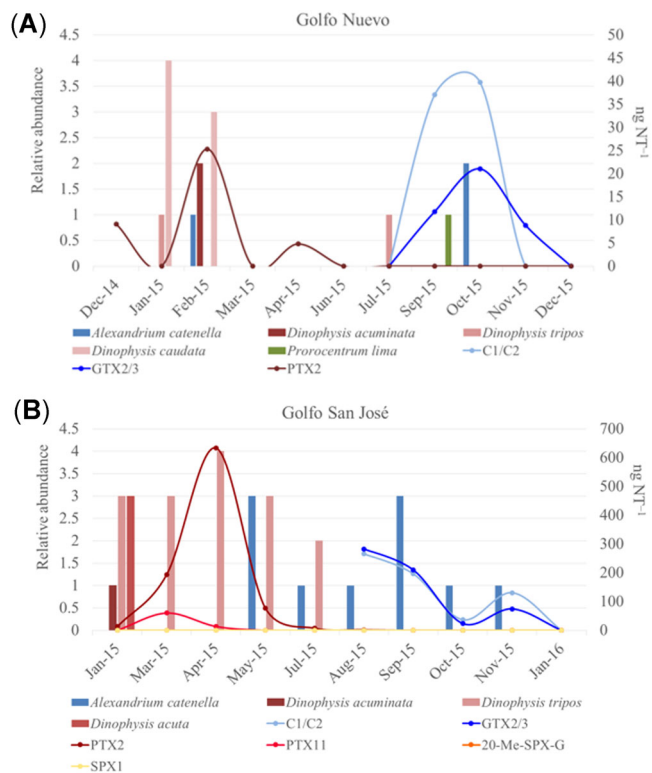 (A)
Golfo Nuevo
Relative abundance
4.5
4
3.5
3
2.5
2
1.5
1
0.5
0
50
45
40
35
30
25
20
15
10
5
0
ng NT⁻¹
Dec-14
Jan-15
Feb-15
Mar-15
Apr-15
Jun-15
Jul-15
Sep-15
Oct-15
Nov-15
Dec-15
Alexandrium catenella Dinophysis acuminata Dinophysis tripos
Dinophysis caudata Prorocentrum lima C1/C2
GTX2/3 PTX2
(B)
Golfo San José
Relative abundance
4.5
4
3.5
3
2.5
2
1.5
1
0.5
0
700
600
500
400
300
200
100
0
ng NT⁻¹
Jan-15
Mar-15
Apr-15
May-15
Jul-15
Aug-15
Sep-15
Oct-15
Nov-15
Jan-16
Alexandrium catenella Dinophysis acuminata Dinophysis tripos
Dinophysis acuta C1/C2 GTX2/3
PTX2 PTX11 20-Me-SPX-G
SPX1